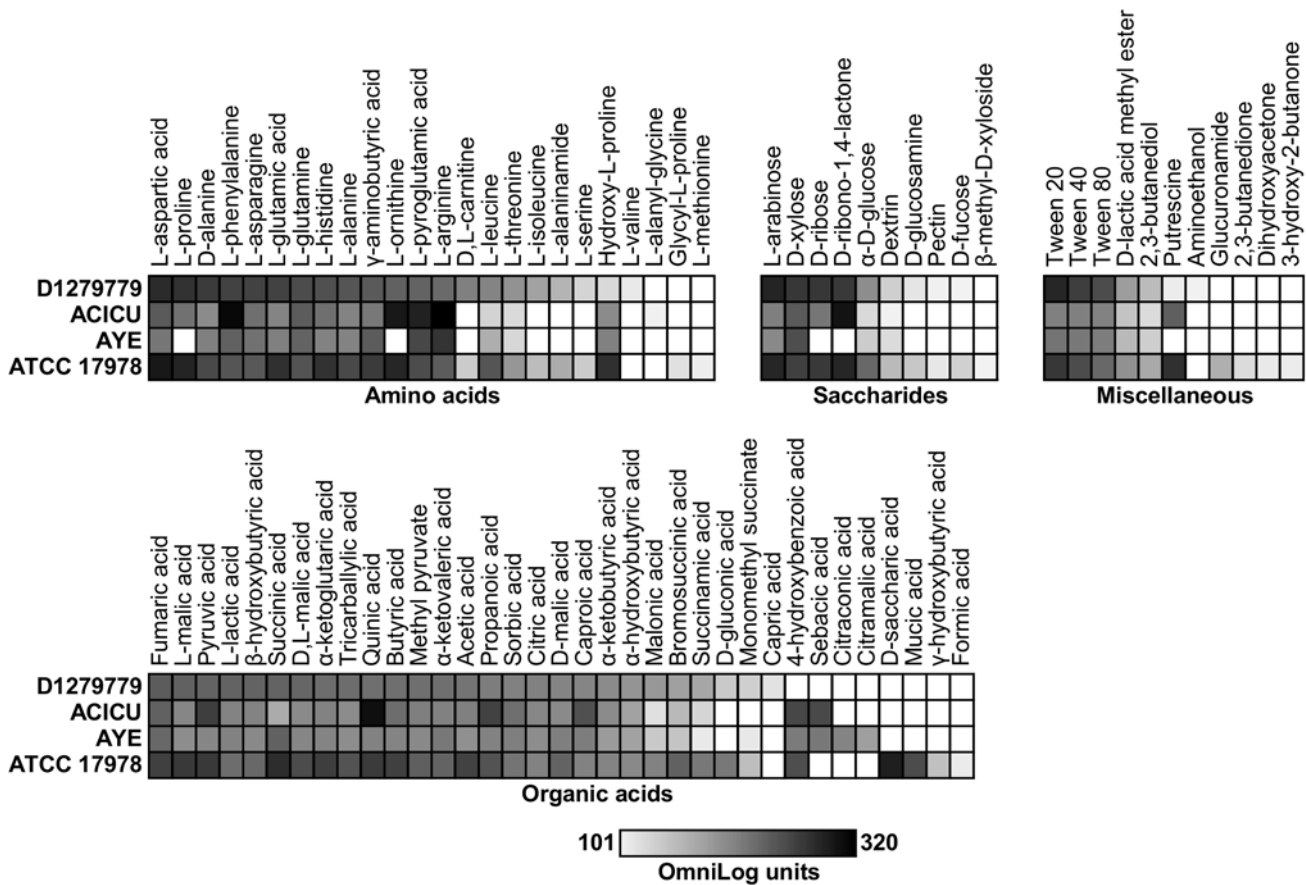 L-aspartic acid
L-proline
D-alanine
L-phenylalanine
L-asparagine
L-glutamic acid
L-glutamine
L-histidine
L-alanine
γ-aminobutyric acid
L-ornithine
L-pyroglutamic acid
L-arginine
D,L-carnitine
L-leucine
L-threonine
L-isoleucine
L-alaninamide
L-serine
Hydroxy-L-proline
L-valine
L-alanyl-glycine
Glycyl-L-proline
L-methionine
L-arabinose
D-xylose
D-ribose
D-ribono-1,4-lactone
α-D-glucose
Dextrin
D-glucosamine
Pectin
D-fucose
β-methyl-D-xyloside
Tween 20
Tween 40
Tween 80
D-lactic acid methyl ester
2,3-butanediol
Putrescine
Aminoethanol
Glucuronamide
2,3-butanedione
Dihydroxyacetone
3-hydroxy-2-butanone
D1279779
ACICU
AYE
ATCC 17978
Amino acids
Saccharides
Miscellaneous
Fumaric acid
L-malic acid
Pyruvic acid
L-lactic acid
β-hydroxybutyric acid
Succinic acid
D,L-malic acid
α-ketoglutaric acid
Tricarballylic acid
Quinic acid
Butyric acid
Methyl pyruvate
α-ketovaleric acid
Acetic acid
Propanoic acid
Sorbic acid
Citric acid
D-malic acid
Caproic acid
α-ketobutyric acid
α-hydroxybutyric acid
Malonic acid
Bromosuccinic acid
Succinamic acid
D-gluconic acid
Monomethyl succinate
Capric acid
4-hydroxybenzoic acid
Sebacic acid
Citraconic acid
Citramalic acid
D-saccharic acid
Mucic acid
γ-hydroxybutyric acid
Formic acid
D1279779
ACICU
AYE
ATCC 17978
Organic acids
101 320
OmniLog units